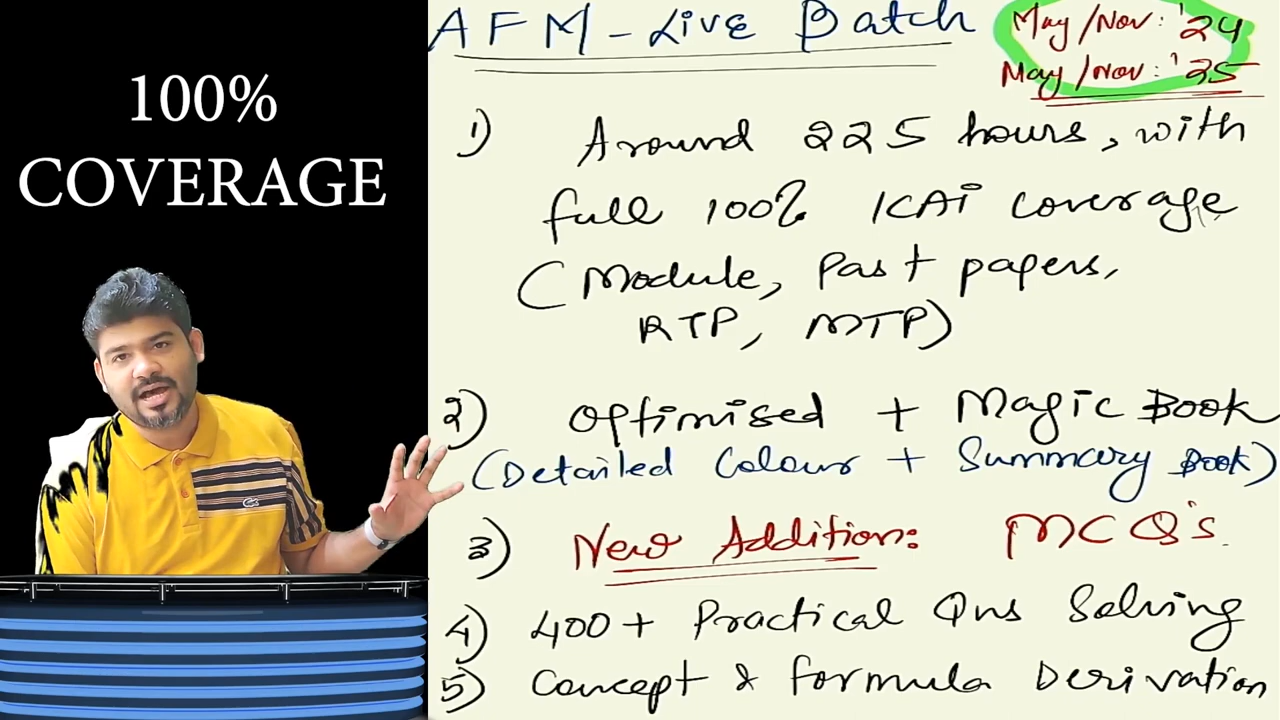 100%
COVERAGE
AFM - Live Batch
May/Nov: '24
May/Nov: '25
1) Around 225 hours, with
full 100% ICAI coverage
(Module, Past papers,
RTP, MTP)
2) Optimised + Magic Book
(Detailed Colour + Summary Book)
3) New Addition: MCQ's.
4) 400+ Practical Qns Solving
5) Concept & formula Derivation